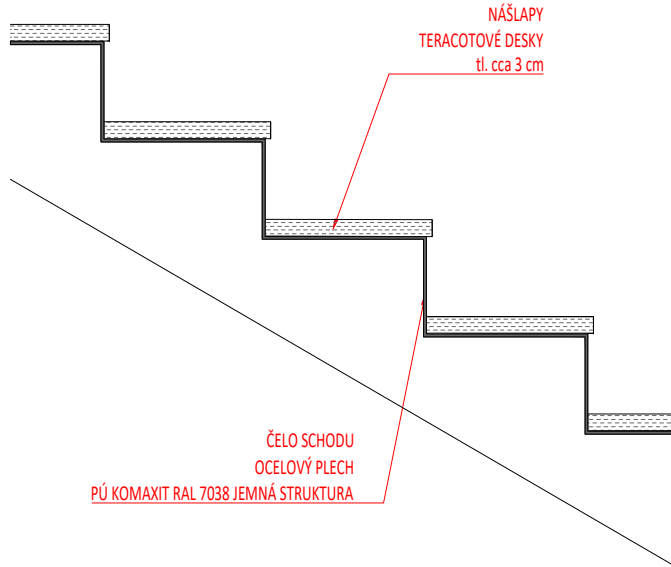 NÁŠLAPY
TERACOTOVÉ DESKY
tl. cca 3 cm
ČELO SCHODU
OCELOVÝ PLECH
PÚ KOMAXIT RAL 7038 JEMNÁ STRUKTURA